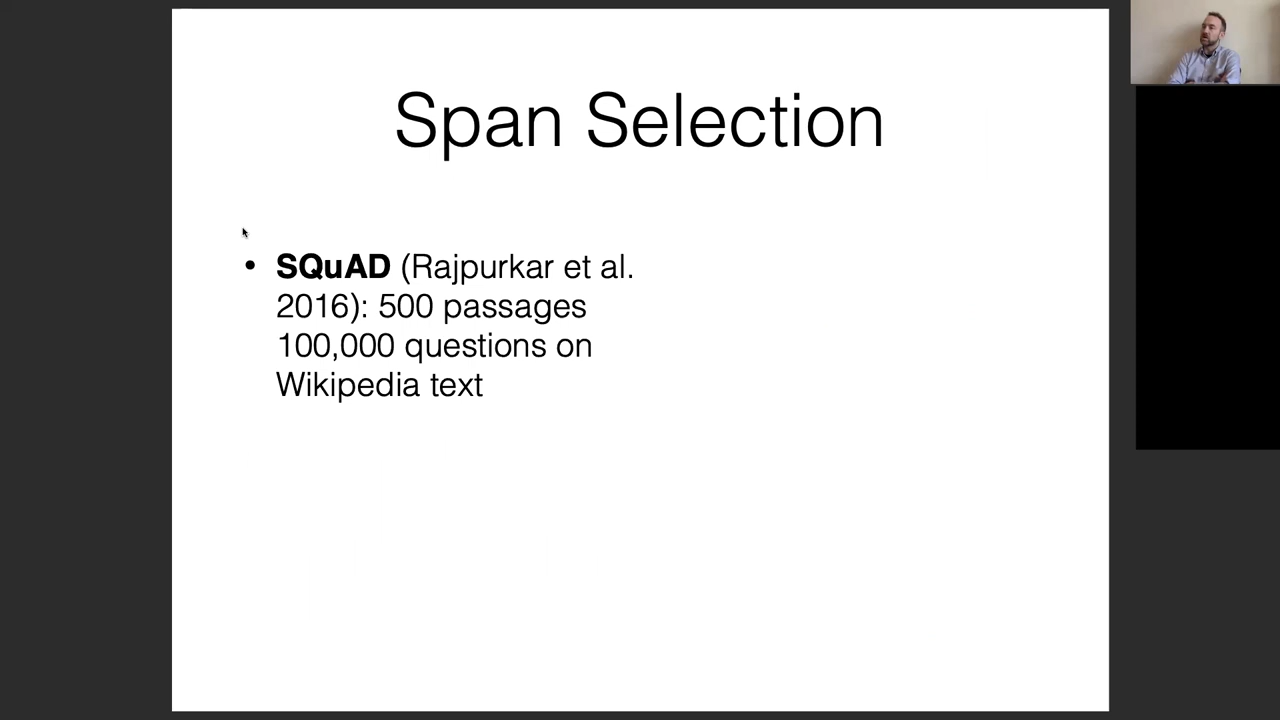 Span Selection
• SQuAD (Rajpurkar et al.
2016): 500 passages
100,000 questions on
Wikipedia text